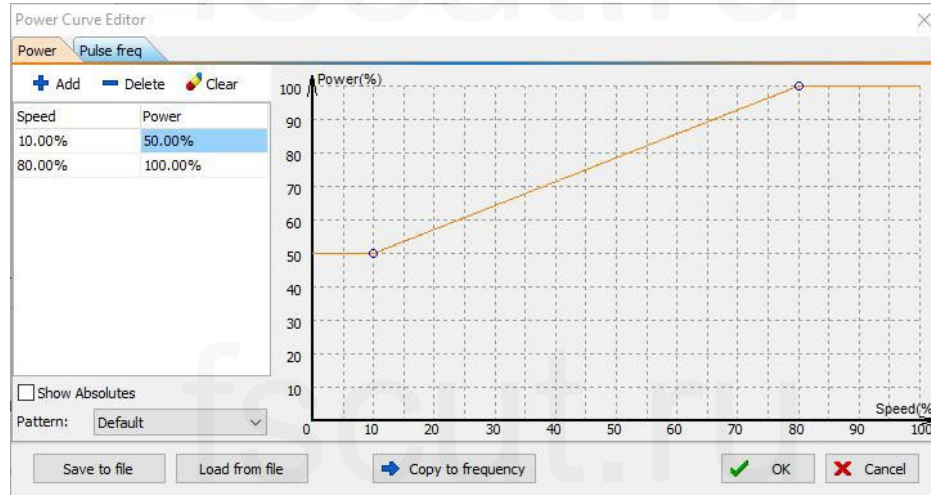 Power Curve Editor
Power Pulse freq
Add Delete Clear
Speed Power
10.00% 50.00%
80.00% 100.00%
Show Absolutes
Pattern: Default
Power(%)
100
90
80
70
60
50
40
30
20
10
Speed(%
0 10 20 30 40 50 60 70 80 90 100
Save to file Load from file Copy to frequency OK Cancel
fscut.ru
fscut.ru